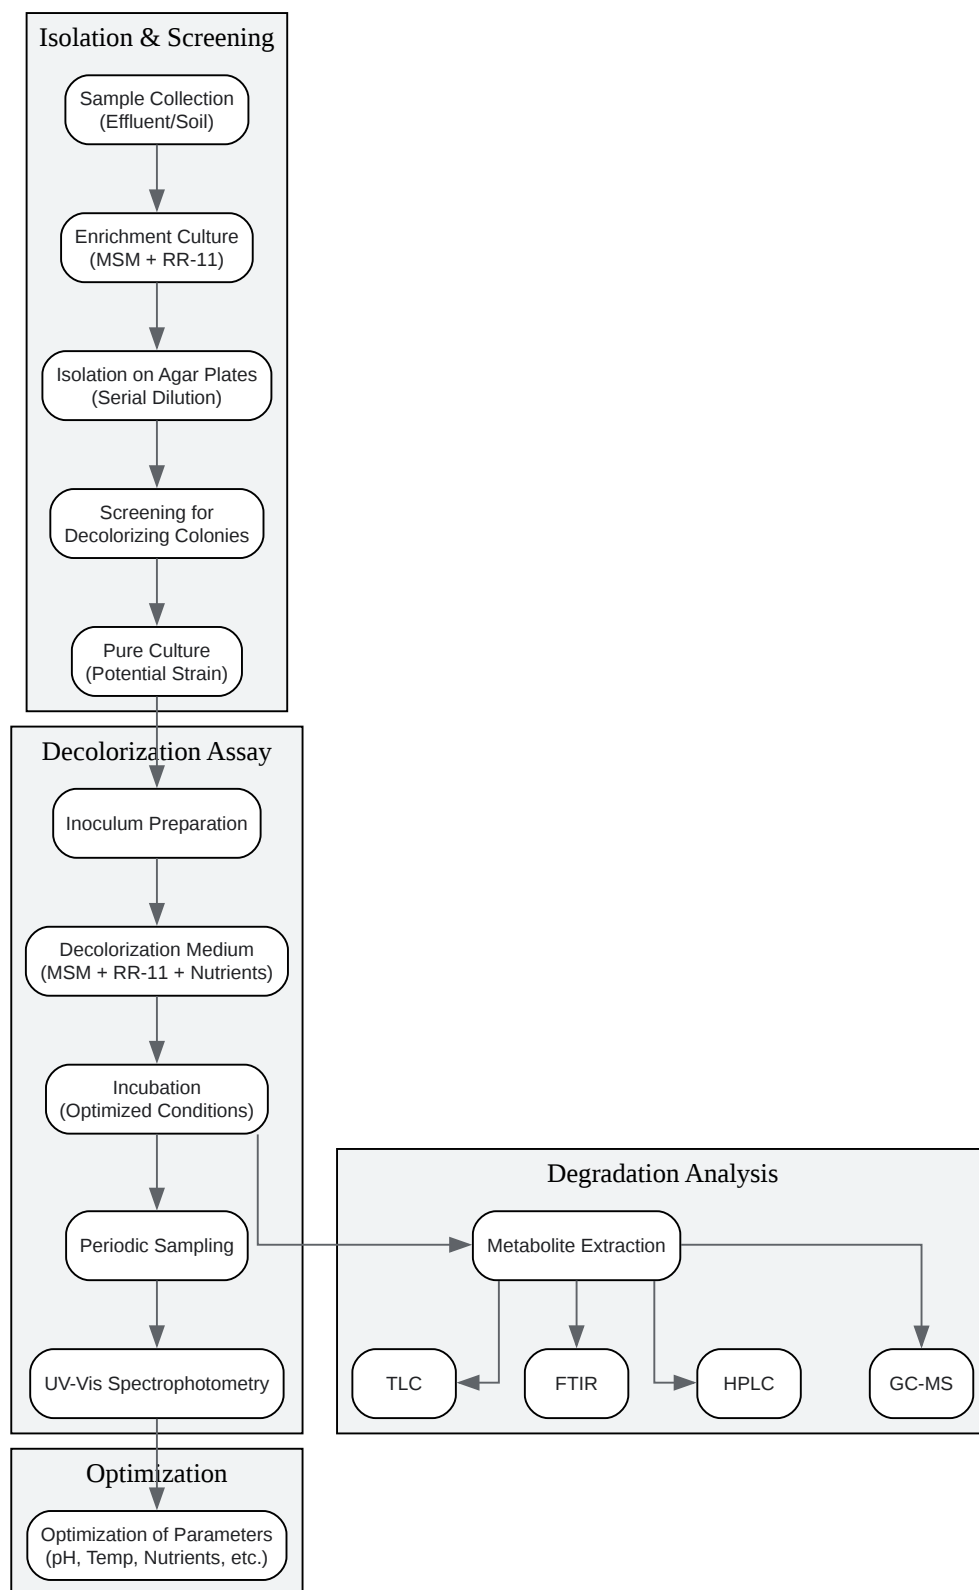 Isolation & Screening
Sample Collection
(Effluent/Soil)
Enrichment Culture
(MSM + RR-11)
Isolation on Agar Plates
(Serial Dilution)
Screening for
Decolorizing Colonies
Pure Culture
(Potential Strain)
Decolorization Assay
Inoculum Preparation
Decolorization Medium
(MSM + RR-11 + Nutrients)
Incubation
(Optimized Conditions)
Periodic Sampling
UV-Vis Spectrophotometry
Degradation Analysis
Metabolite Extraction
TLC
FTIR
HPLC
GC-MS
Optimization
Optimization of Parameters
(pH, Temp, Nutrients, etc.)